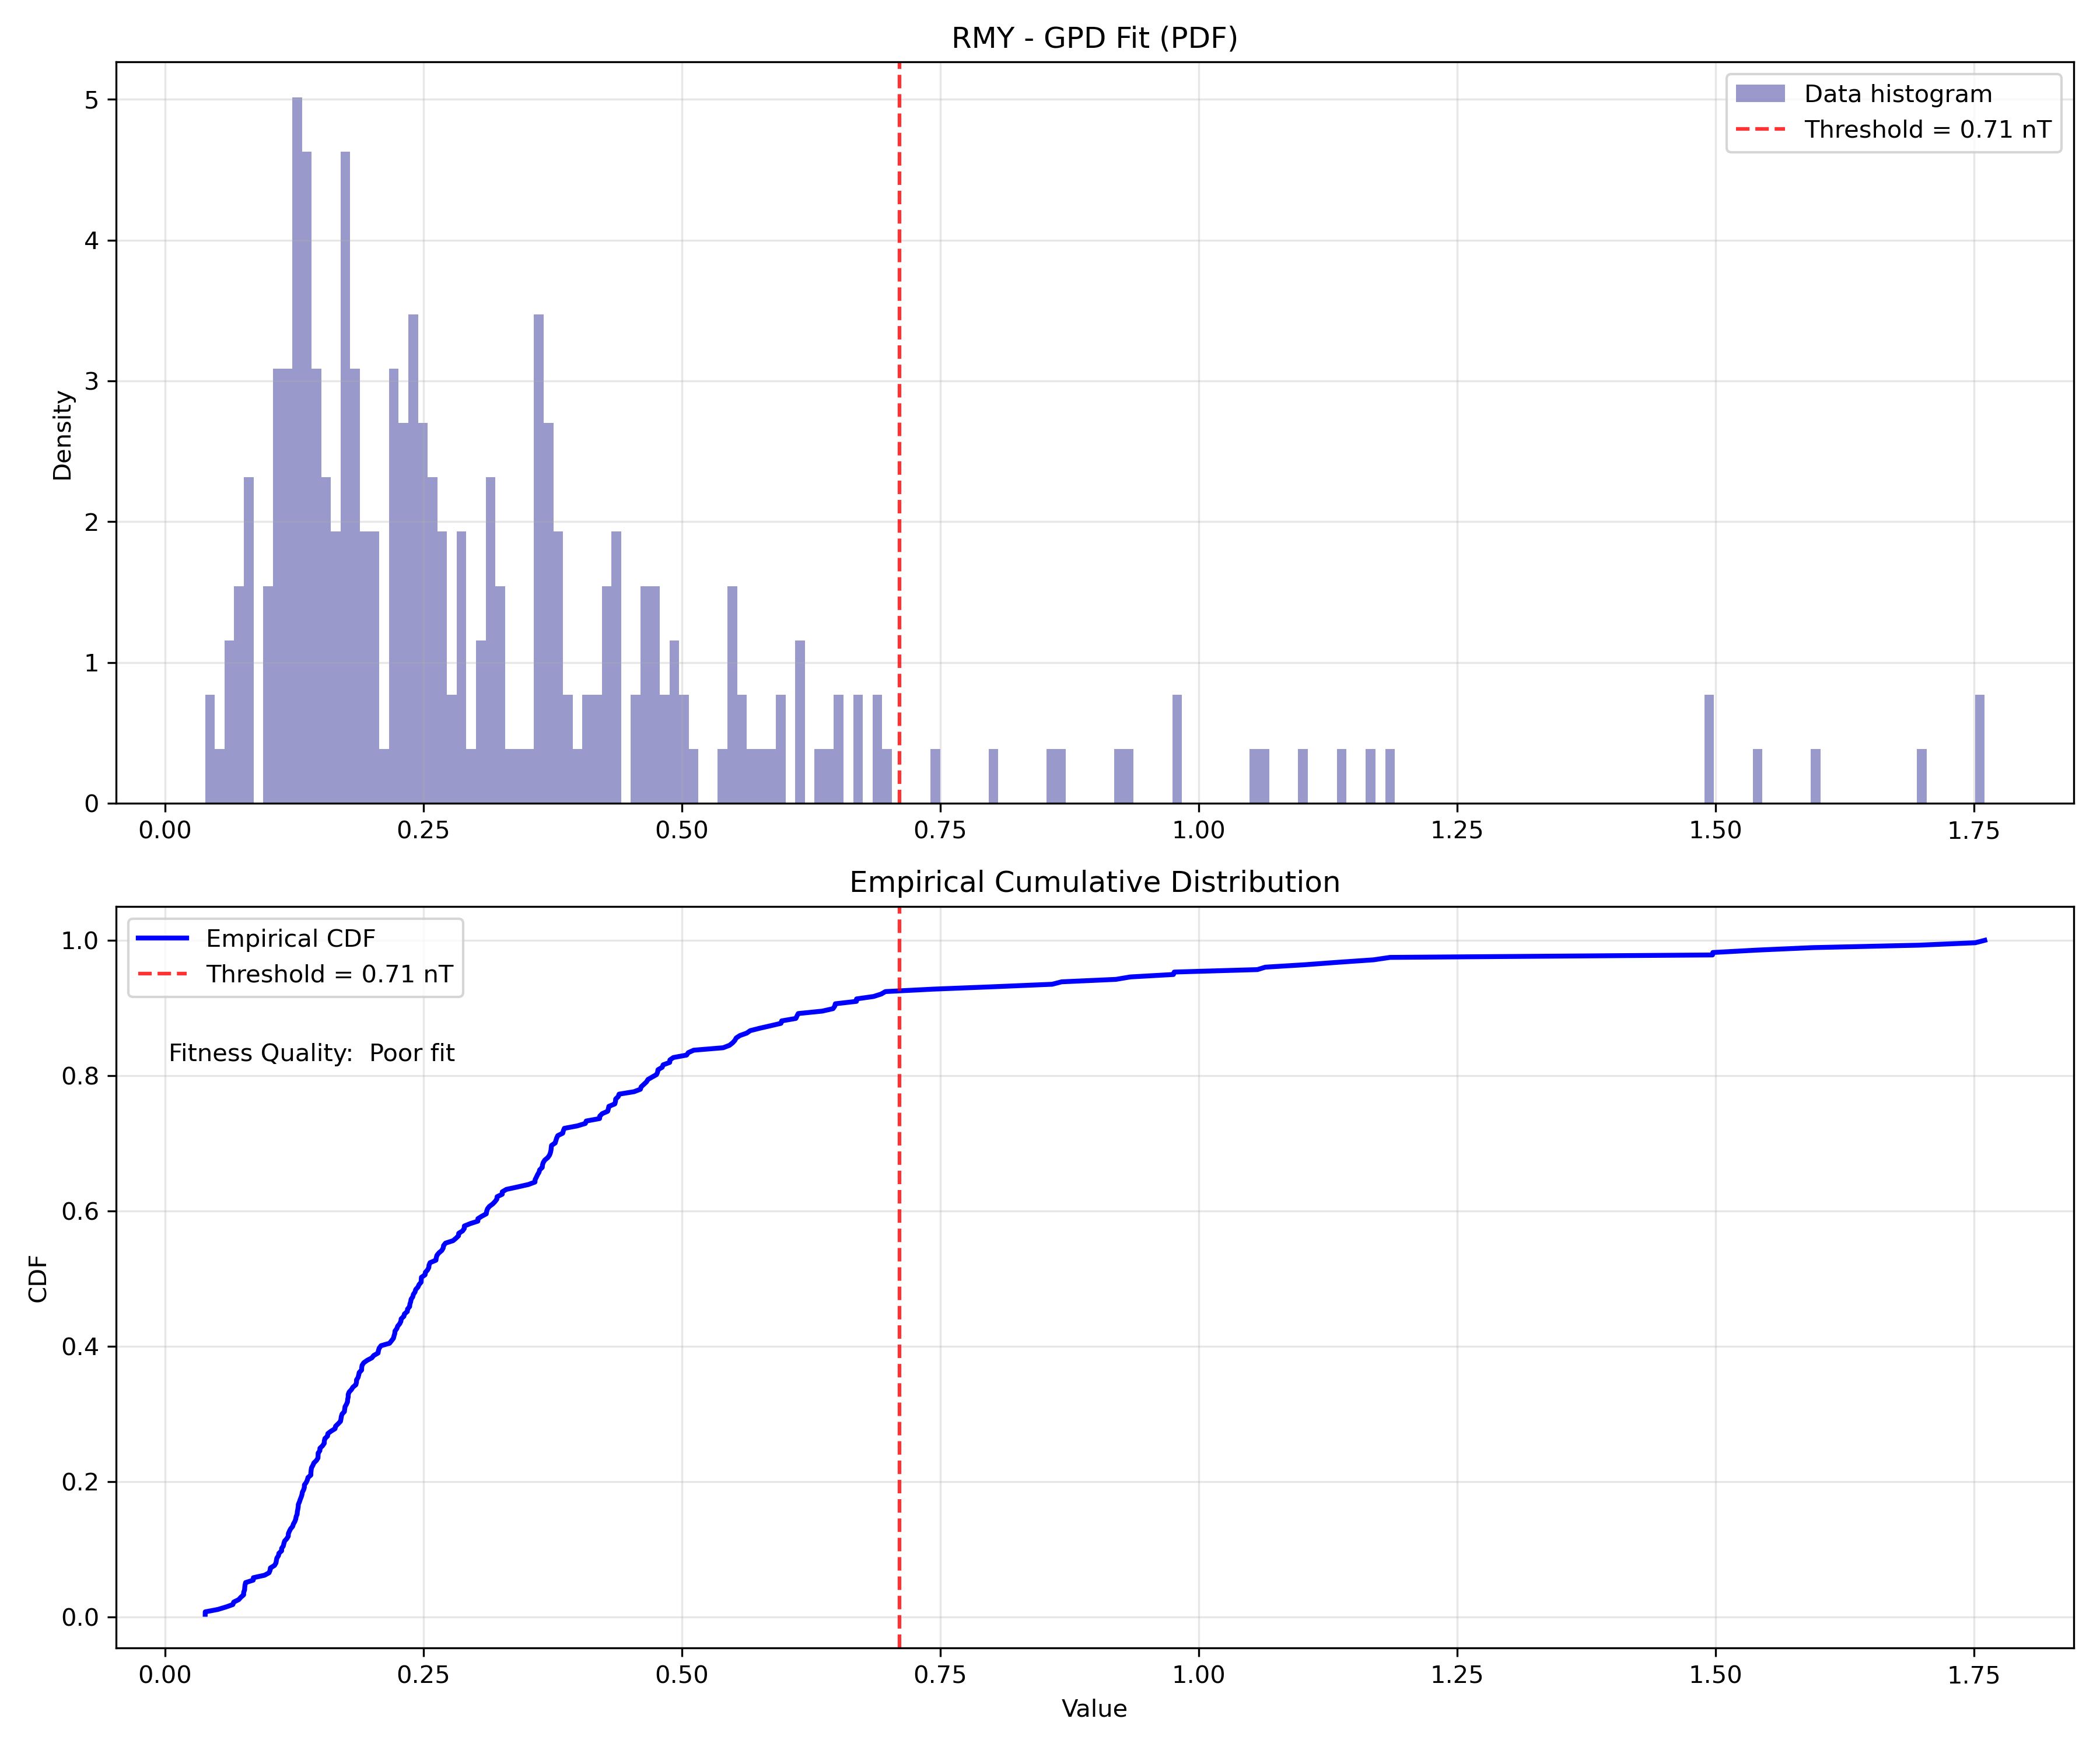 RMY - GPD Fit (PDF)
Data histogram
Threshold = 0.71 nT
5
4
3
2
1
0
Density
0.00 0.25 0.50 0.75 1.00 1.25 1.50 1.75
Empirical Cumulative Distribution
Empirical CDF
Threshold = 0.71 nT
Fitness Quality:  Poor fit
1.0
0.8
0.6
0.4
0.2
0.0
CDF
0.00 0.25 0.50 0.75 1.00 1.25 1.50 1.75
Value